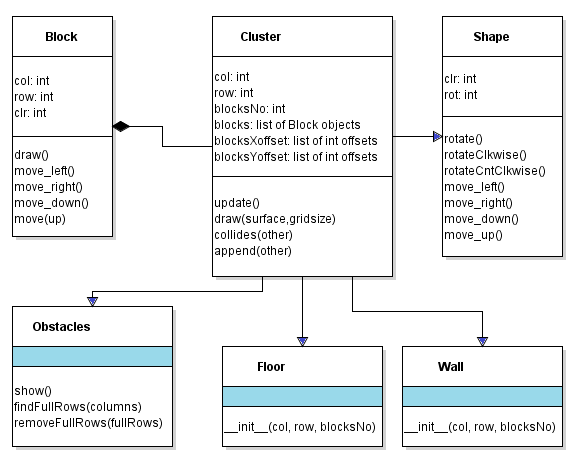 Block
col: int
row: int
clr: int
draw()
move_left()
move_right()
move_down()
move(up)
Cluster
col: int
row: int
blocksNo: int
blocks: list of Block objects
blocksXoffset: list of int offsets
blocksYoffset: list of int offsets
update()
draw(surface,gridsize)
collides(other)
append(other)
Shape
clr: int
rot: int
rotate()
rotateClkwise()
rotateCntClkwise()
move_left()
move_right()
move_down()
move_up()
Obstacles
show()
findFullRows(columns)
removeFullRows(fullRows)
Floor
__init__(col, row, blocksNo)
Wall
__init__(col, row, blocksNo)